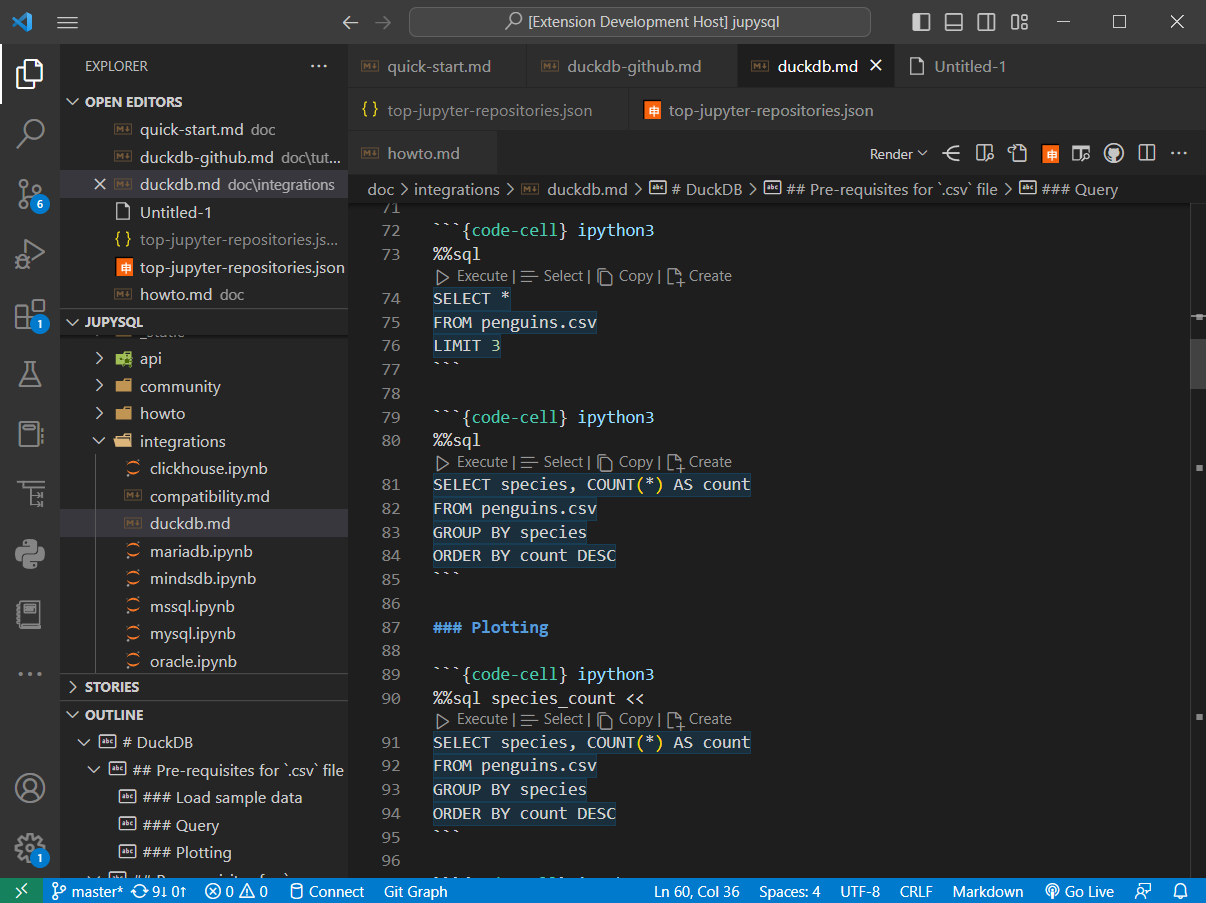 [Extension Development Host] jupysql
EXPLORER
OPEN EDITORS
quick-start.md doc
duckdb-github.md doc\tut...
duckdb.md doc\integrations
Untitled-1
{} top-jupyter-repositories.js...
top-jupyter-repositories.json
howto.md doc
JUPYSQL
_static
api
community
howto
integrations
clickhouse.ipynb
compatibility.md
duckdb.md
mariadb.ipynb
mindsdb.ipynb
mssql.ipynb
mysql.ipynb
oracle.ipynb
STORIES
OUTLINE
# DuckDB
## Pre-requisites for `.csv` file
### Load sample data
### Query
### Plotting
6
1
1
quick-start.md
duckdb-github.md
duckdb.md
Untitled-1
{} top-jupyter-repositories.json
top-jupyter-repositories.json
howto.md
Render
doc > integrations > duckdb.md > # DuckDB > ## Pre-requisites for `.csv` file > ### Query
71
72 ```{code-cell} ipython3
73 %%sql
Execute | Select | Copy | Create
74 SELECT *
75 FROM penguins.csv
76 LIMIT 3
77 ```
78
79 ```{code-cell} ipython3
80 %%sql
Execute | Select | Copy | Create
81 SELECT species, COUNT(*) AS count
82 FROM penguins.csv
83 GROUP BY species
84 ORDER BY count DESC
85 ```
86
87 ### Plotting
88
89 ```{code-cell} ipython3
90 %%sql species_count <<
Execute | Select | Copy | Create
91 SELECT species, COUNT(*) AS count
92 FROM penguins.csv
93 GROUP BY species
94 ORDER BY count DESC
95 ```
96
master* 9↓ 0↑ 0 0 Connect Git Graph Ln 60, Col 36 Spaces: 4 UTF-8 CRLF Markdown Go Live